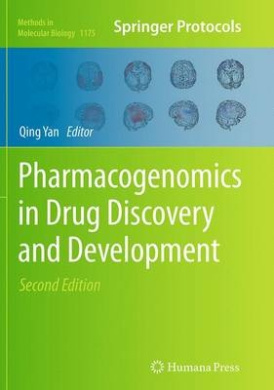 Methods in
Molecular Biology 1175
Springer Protocols
Qing Yan Editor
Pharmacogenomics
in Drug Discovery
and Development
Second Edition
Humana Press